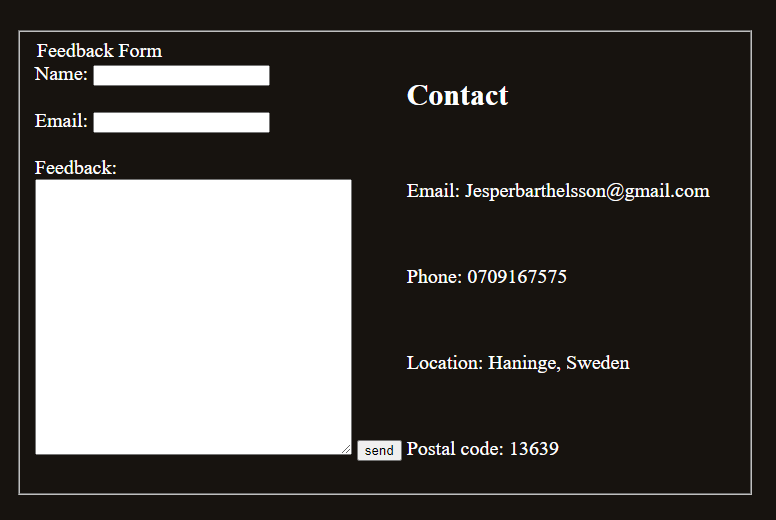 Feedback Form
Name:
Email:
Feedback:
send
Contact
Email: Jesperbarthelsson@gmail.com
Phone: 0709167575
Location: Haninge, Sweden
Postal code: 13639